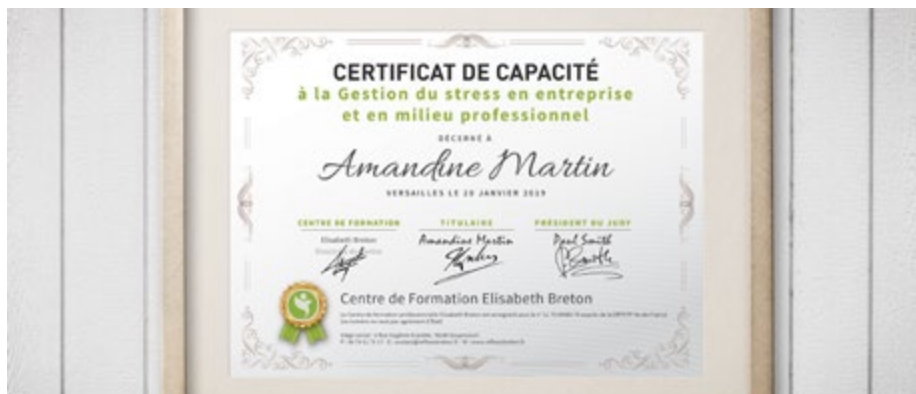 CERTIFICAT DE CAPACITÉ
à la Gestion du stress en entreprise
et en milieu professionnel
DÉCERNÉ À
Amandine Martin
VERSAILLES LE 20 JANVIER 2019
CENTRE DE FORMATION TITULAIRE PRÉSIDENT DU JURY
Elisabeth Breton Amandine Martin Paul Smith
Centre de Formation Elisabeth Breton